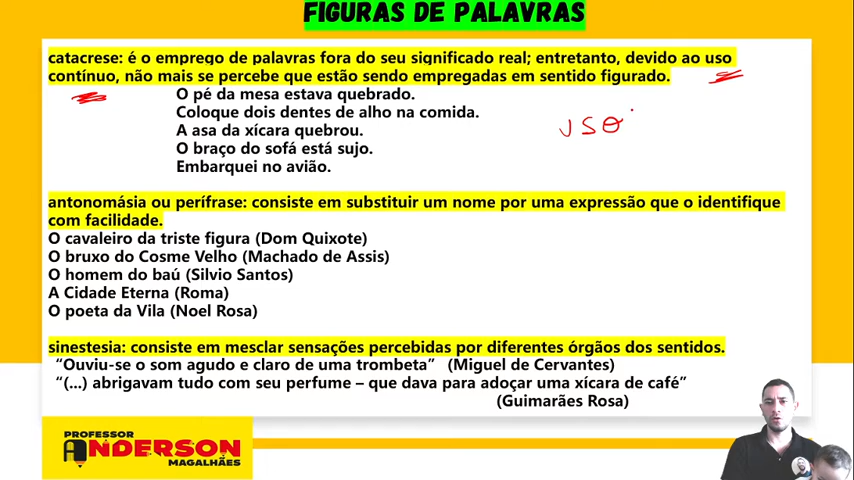 FIGURAS DE PALAVRAS
catacrese: é o emprego de palavras fora do seu significado real; entretanto, devido ao uso
contínuo, não mais se percebe que estão sendo empregadas em sentido figurado.
O pé da mesa estava quebrado.
Coloque dois dentes de alho na comida.
A asa da xícara quebrou.
O braço do sofá está sujo.
Embarquei no avião.
uso
antonomásia ou perífrase: consiste em substituir um nome por uma expressão que o identifique
com facilidade.
O cavaleiro da triste figura (Dom Quixote)
O bruxo do Cosme Velho (Machado de Assis)
O homem do baú (Silvio Santos)
A Cidade Eterna (Roma)
O poeta da Vila (Noel Rosa)
sinestesia: consiste em mesclar sensações percebidas por diferentes órgãos dos sentidos.
“Ouviu-se o som agudo e claro de uma trombeta” (Miguel de Cervantes)
“(...) abrigavam tudo com seu perfume – que dava para adoçar uma xícara de café”
(Guimarães Rosa)
PROFESSOR
ANDERSON
MAGALHÃES